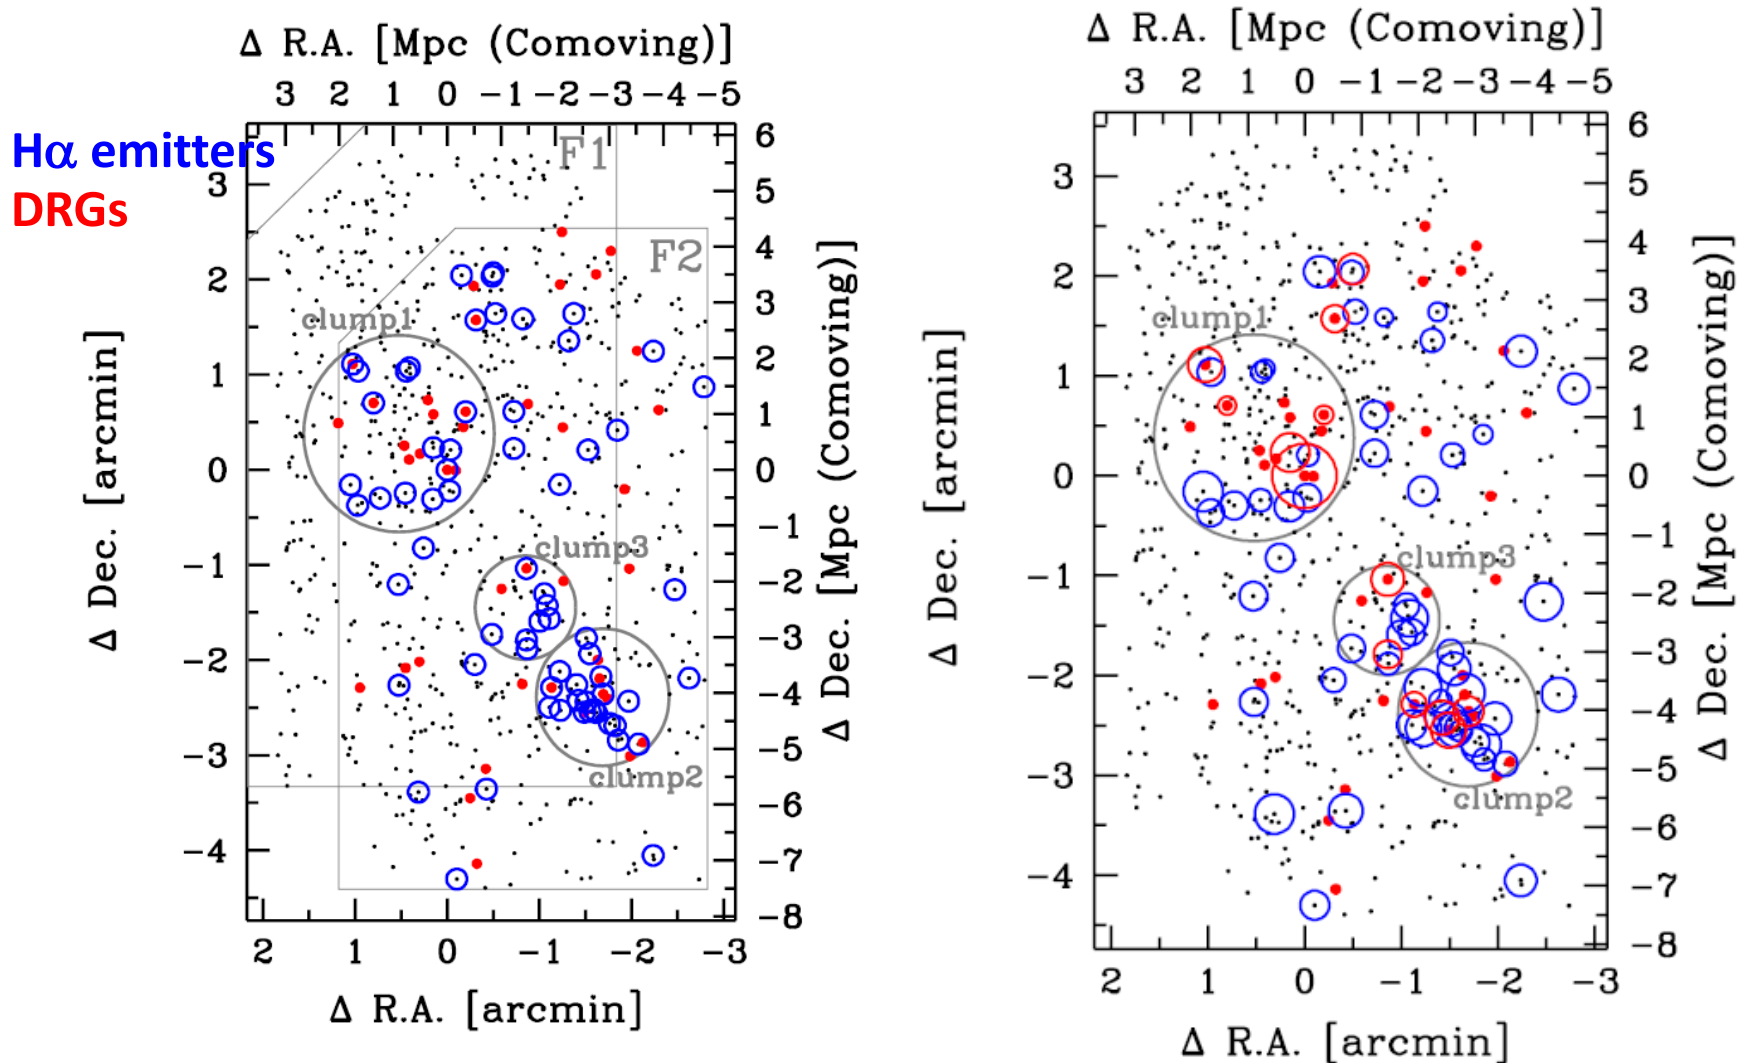 Δ R.A. [Mpc (Comoving)]
3 2 1 0 −1 −2 −3 −4 −5
Hα emitters
DRGs
F1
F2
clump1
clump3
clump2
3
2
1
0
−1
−2
−3
−4
Δ Dec. [arcmin]
6
5
4
3
2
1
0
−1
−2
−3
−4
−5
−6
−7
−8
Δ Dec. [Mpc (Comoving)]
2 1 0 −1 −2 −3
Δ R.A. [arcmin]
Δ R.A. [Mpc (Comoving)]
3 2 1 0 −1 −2 −3 −4 −5
clump1
clump3
clump2
3
2
1
0
−1
−2
−3
−4
Δ Dec. [arcmin]
6
5
4
3
2
1
0
−1
−2
−3
−4
−5
−6
−7
−8
Δ Dec. [Mpc (Comoving)]
2 1 0 −1 −2 −3
Δ R.A. [arcmin]